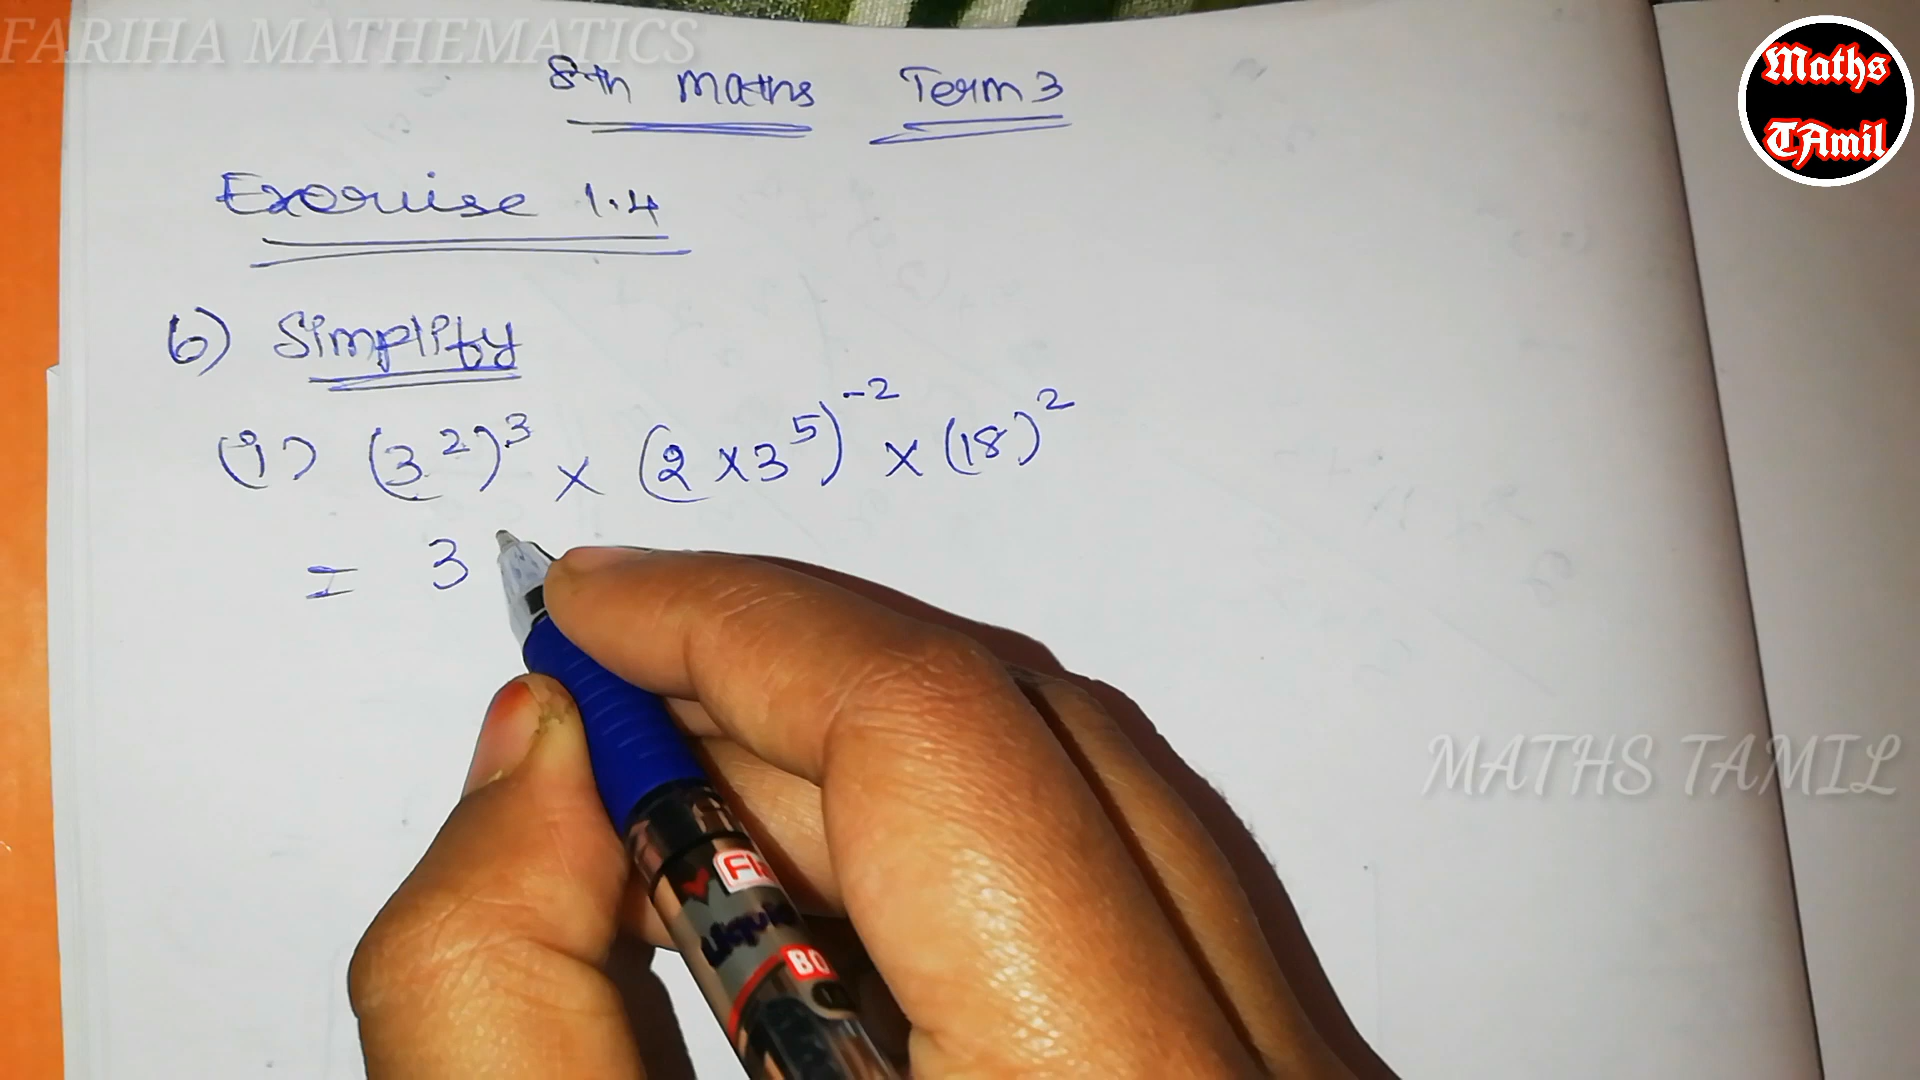 FARIHA MATHEMATICS
Maths
TAmil
8th maths Term 3
Exercise 1.4
6) Simplify
(i) (3²)³ × (2 × 3⁵)⁻² × (18)²
= 3
MATHS TAMIL